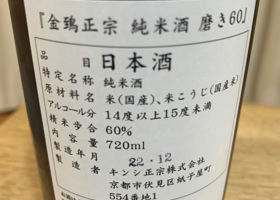 『金鵄正宗 純米酒 磨き60』
品目 日本酒
特定名称 純米酒
原材料名 米(国産)、米こうじ(国産米)
アルコール分 14度以上15度未満
精米歩合 60%
内容量 720ml
製造年月 22.12
製造者 キンシ正宗株式会社
京都市伏見区紙子屋町
554番地1